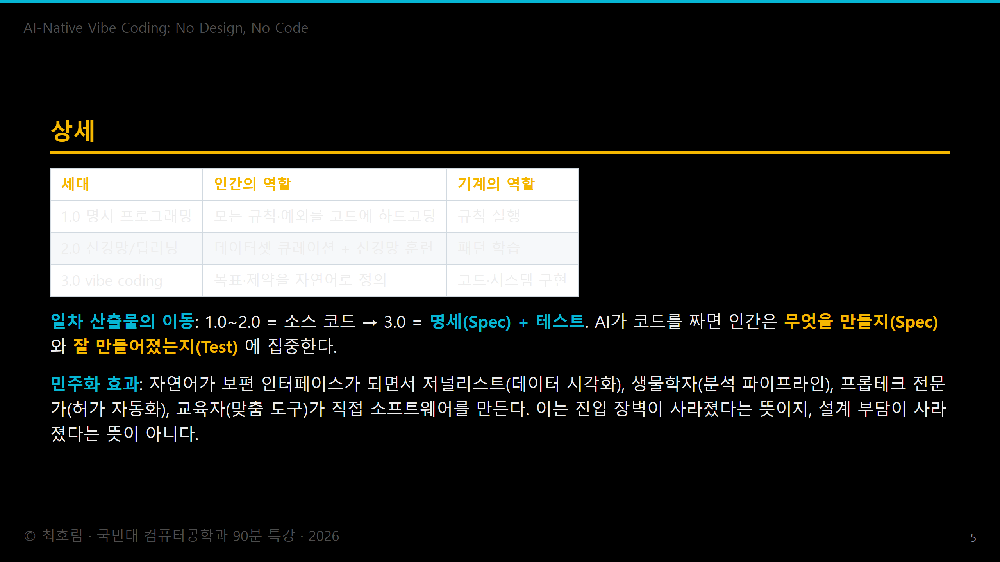 AI-Native Vibe Coding: No Design, No Code
상세
세대 인간의 역할 기계의 역할
1.0 명시 프로그래밍 모든 규칙·예외를 코드에 하드코딩 규칙 실행
2.0 신경망/딥러닝 데이터셋 큐레이션 + 신경망 훈련 패턴 학습
3.0 vibe coding 목표·제약을 자연어로 정의 코드·시스템 구현
일차 산출물의 이동: 1.0~2.0 = 소스 코드 → 3.0 = 명세(Spec) + 테스트. AI가 코드를 짜면 인간은 무엇을 만들지(Spec)
와 잘 만들어졌는지(Test) 에 집중한다.
민주화 효과: 자연어가 보편 인터페이스가 되면서 저널리스트(데이터 시각화), 생물학자(분석 파이프라인), 프롭테크 전문
가(허가 자동화), 교육자(맞춤 도구)가 직접 소프트웨어를 만든다. 이는 진입 장벽이 사라졌다는 뜻이지, 설계 부담이 사라
졌다는 뜻이 아니다.
© 최호림 · 국민대 컴퓨터공학과 90분 특강 · 2026
5